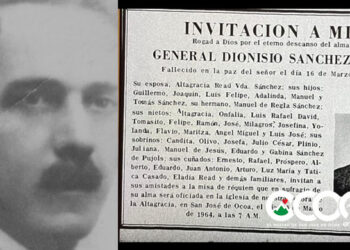 INVITACION A MI
Rogad a Dios por el eterno descanso del alma
GENERAL DIONISIO SANCHEZ
Fallecido en la paz del señor el día 16 de Marzo
Su esposa, Altagracia Read Vda. Sánchez; sus hijos:
Guillermo, Joaquín, Luis Felipe, Adalinda, Manuel y
Tomás Sánchez, su hermano, Manuel de Regla Sánchez;
sus nietos: Altagracia, Onfalia, Luis Rafael David,
Tomasito, Felipe, Ramón, José, Milagros, Josefina, Yo-
landa, Flavio, Maritza, Angel Miguel y Luis José; sus
sobrinos: Candita, Olivo, Josefa, Julio César, Plinio,
Juliana, Manuel de Jesús, Eduardo y Gabina Sánchez
de Pujols; sus cuñados: Ernesto, Rafael, Próspero, Al-
berto, Eduardo, Juan Antonio, Arturo, Luz María y Tati-
ca Casado, Eladia Read y demás familiares, invitan a
sus amistades a la misa de réquiem que en sufragio de
su alma será oficiada en la iglesia de nuestra
la Altagracia, en San José de Ocoa, el Marzo
de 1964, a las 7 A.M.